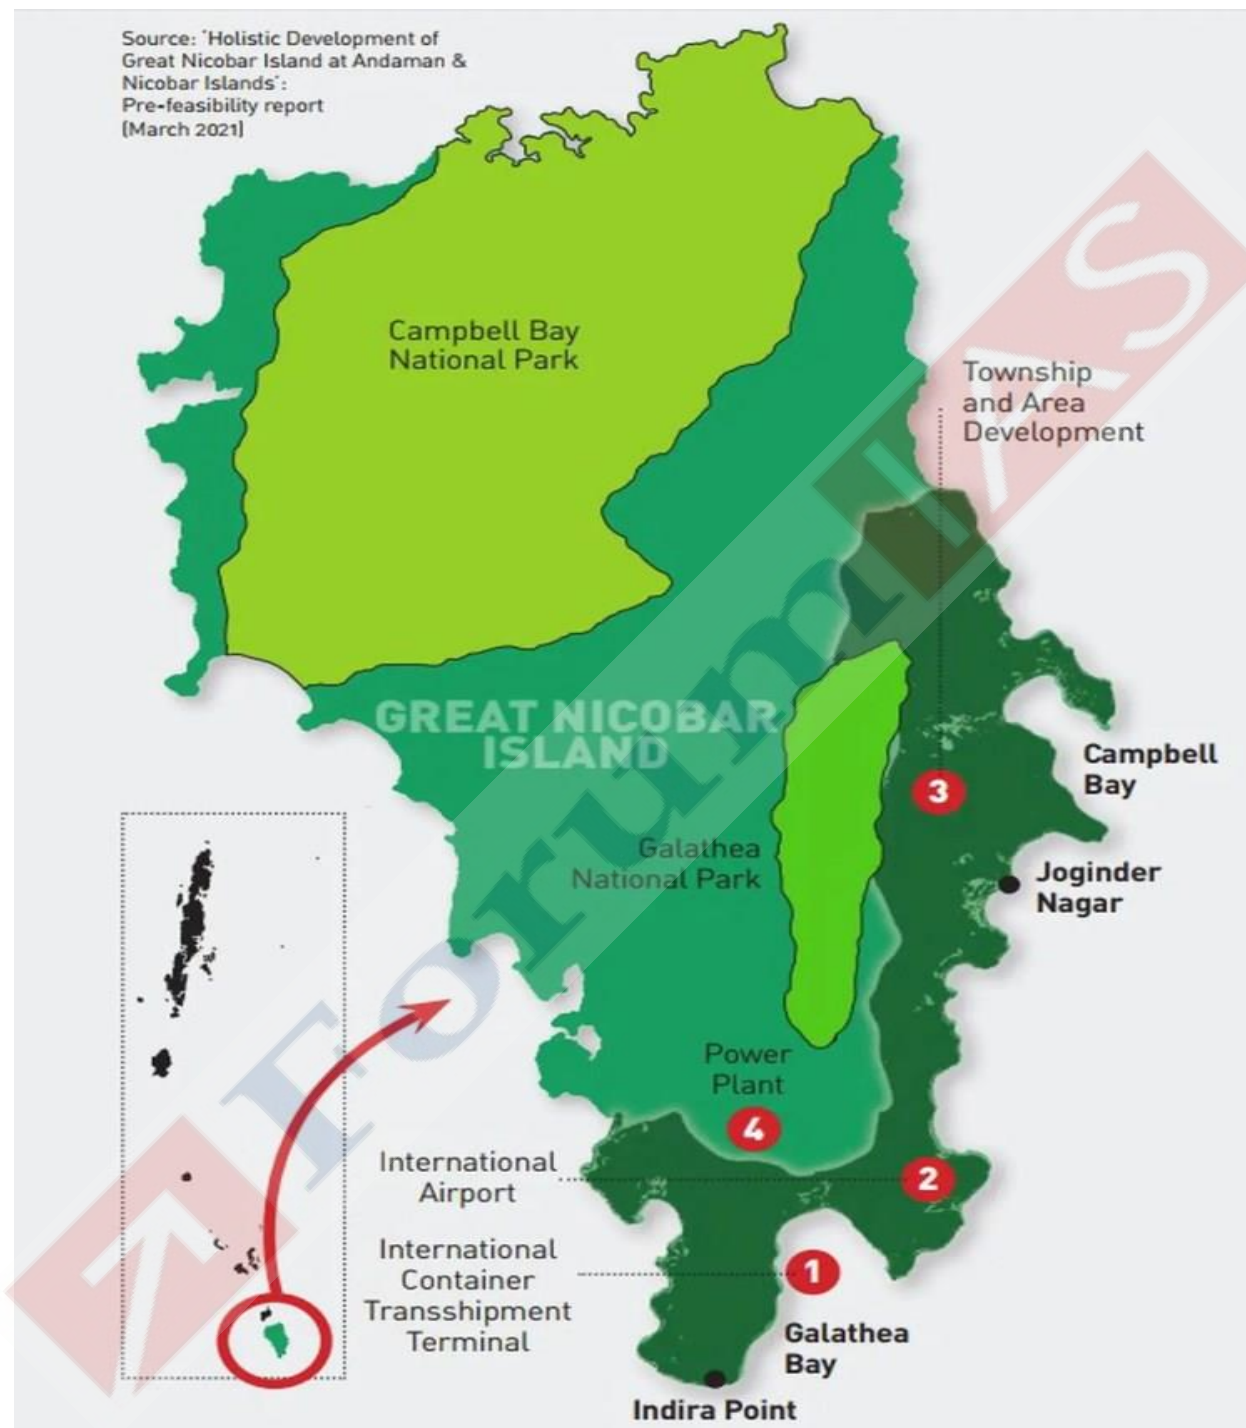 Source: ‘Holistic Development of
Great Nicobar Island at Andaman &
Nicobar Islands’:
Pre-feasibility report
(March 2021)
Campbell Bay
National Park
Township
and Area
Development
GREAT NICOBAR
ISLAND
Campbell
Bay
3
Galathea
National Park
Joginder
Nagar
Power
Plant
4
International
Airport
2
International
Container
Transshipment
Terminal
1
Galathea
Bay
Indira Point
ForumIAS